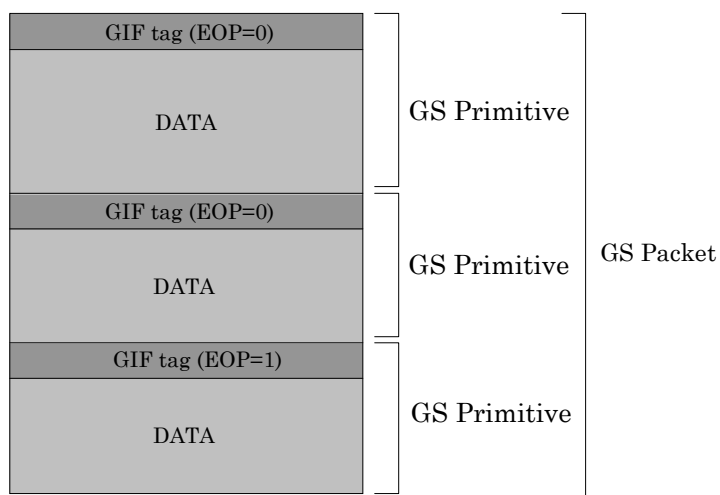 GIF tag (EOP=0)
DATA
GS Primitive
GIF tag (EOP=0)
DATA
GS Primitive
GIF tag (EOP=1)
DATA
GS Primitive
GS Packet